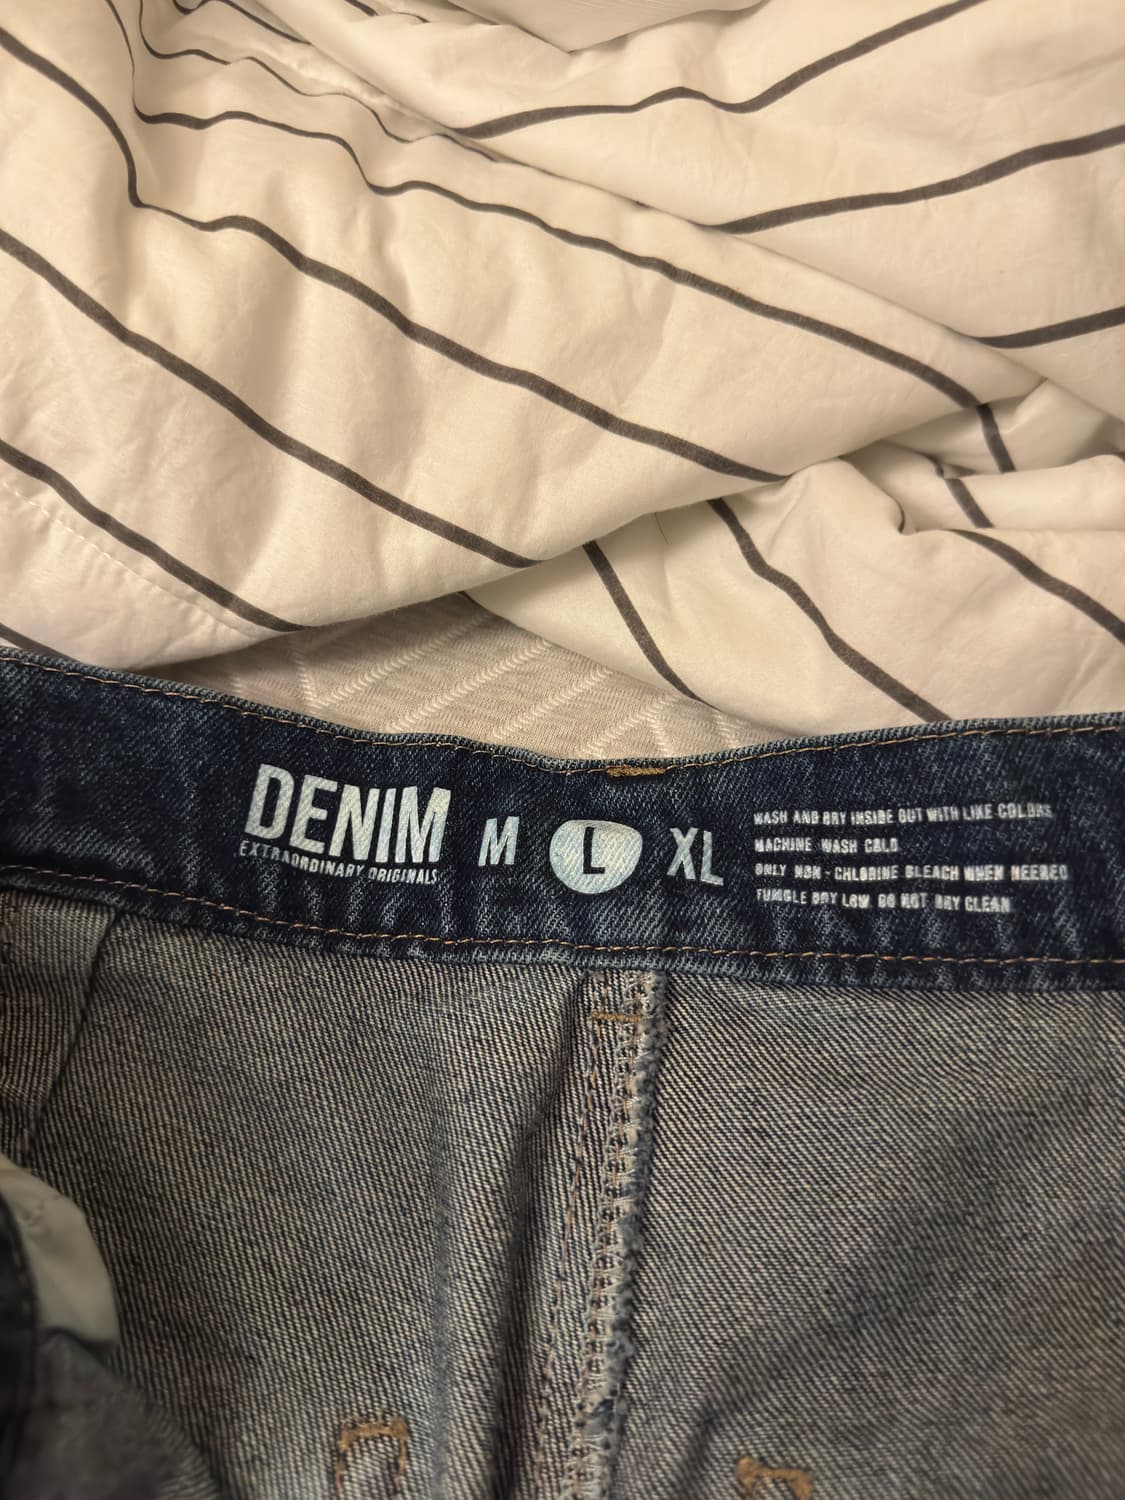 DENIM
EXTRAORDINARY ORIGINALS
M L XL
WASH AND DRY INSIDE OUT WITH LIKE COLORS
MACHINE WASH COLD
ONLY NON-CHLORINE BLEACH WHEN NEEDED
TUMBLE DRY LOW DO NOT DRY CLEAN